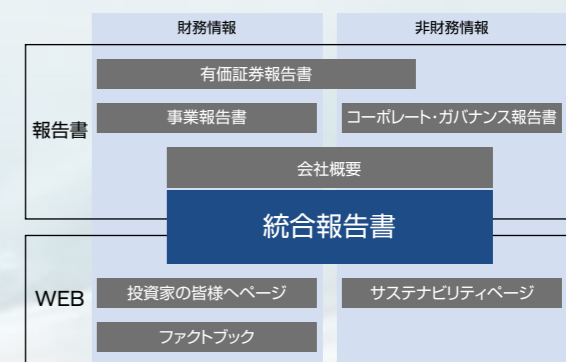 財務情報
非財務情報
報告書
有価証券報告書
事業報告書
コーポレート・ガバナンス報告書
会社概要
統合報告書
WEB
投資家の皆様へページ
サステナビリティページ
ファクトブック